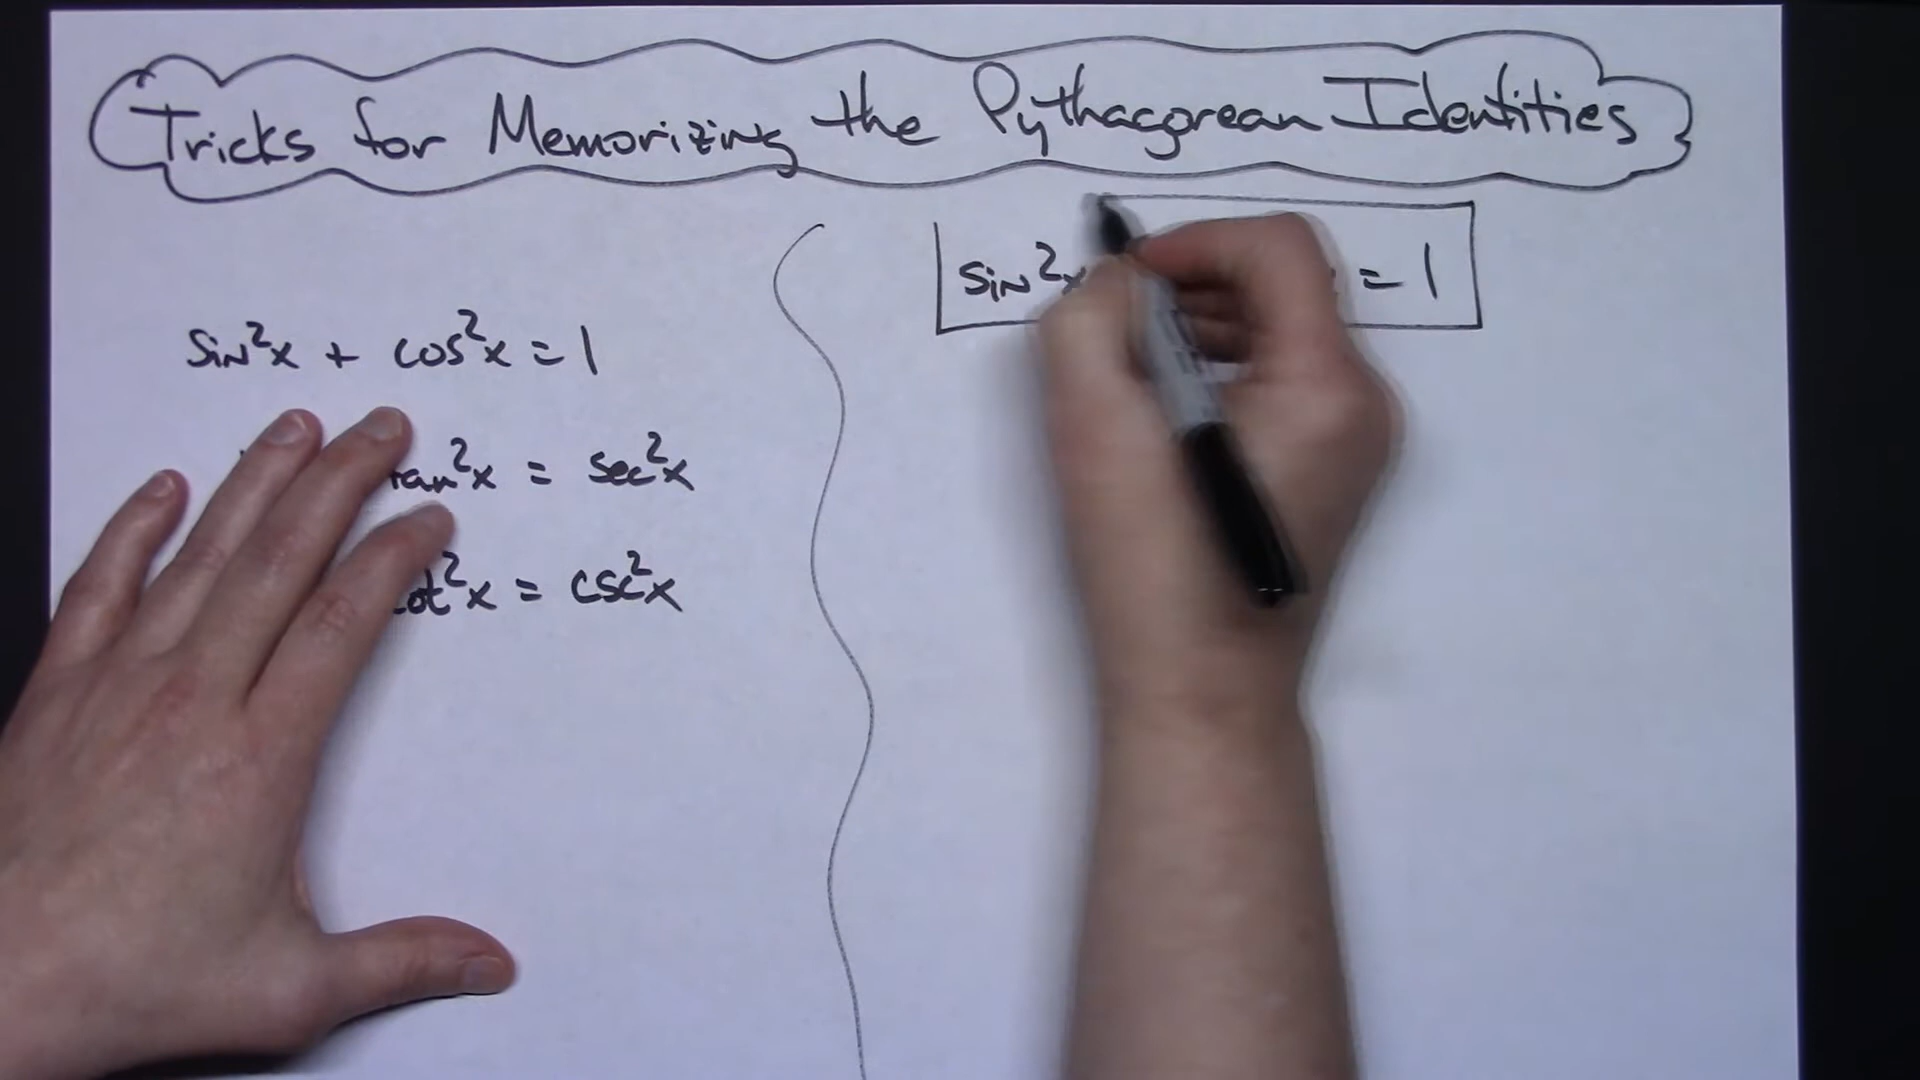 Tricks for Memorizing the Pythagorean Identities
sin²x + cos²x = 1
tan²x = sec²x
cot²x = csc²x
sin²x = 1